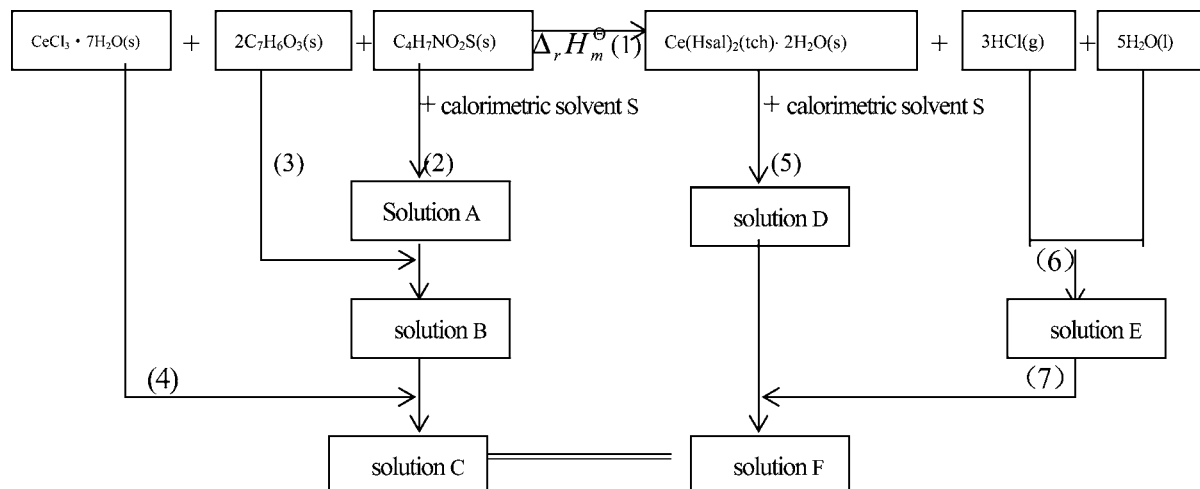 CeCl₃・7H₂O(s) + 2C₇H₆O₃(s) + C₄H₇NO₂S(s) ΔᵣHₘ^Θ(1) Ce(Hsal)₂(tch)· 2H₂O(s) + 3HCl(g) + 5H₂O(l)
+ calorimetric solvent S + calorimetric solvent S
(3) (2) (5)
Solution A solution D
(6)
solution B solution E
(4) (7)
solution C solution F